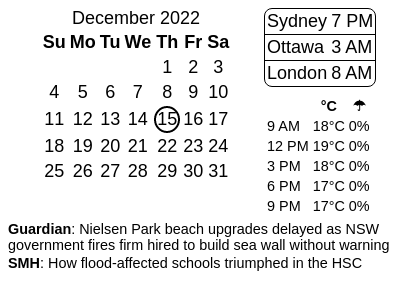 December 2022
Su Mo Tu We Th Fr Sa
1 2 3
4 5 6 7 8 9 10
11 12 13 14 15 16 17
18 19 20 21 22 23 24
25 26 27 28 29 30 31
Sydney 7 PM
Ottawa 3 AM
London 8 AM
°C ☂
9 AM 18°C 0%
12 PM 19°C 0%
3 PM 18°C 0%
6 PM 17°C 0%
9 PM 17°C 0%
Guardian: Nielsen Park beach upgrades delayed as NSW
government fires firm hired to build sea wall without warning
SMH: How flood-affected schools triumphed in the HSC